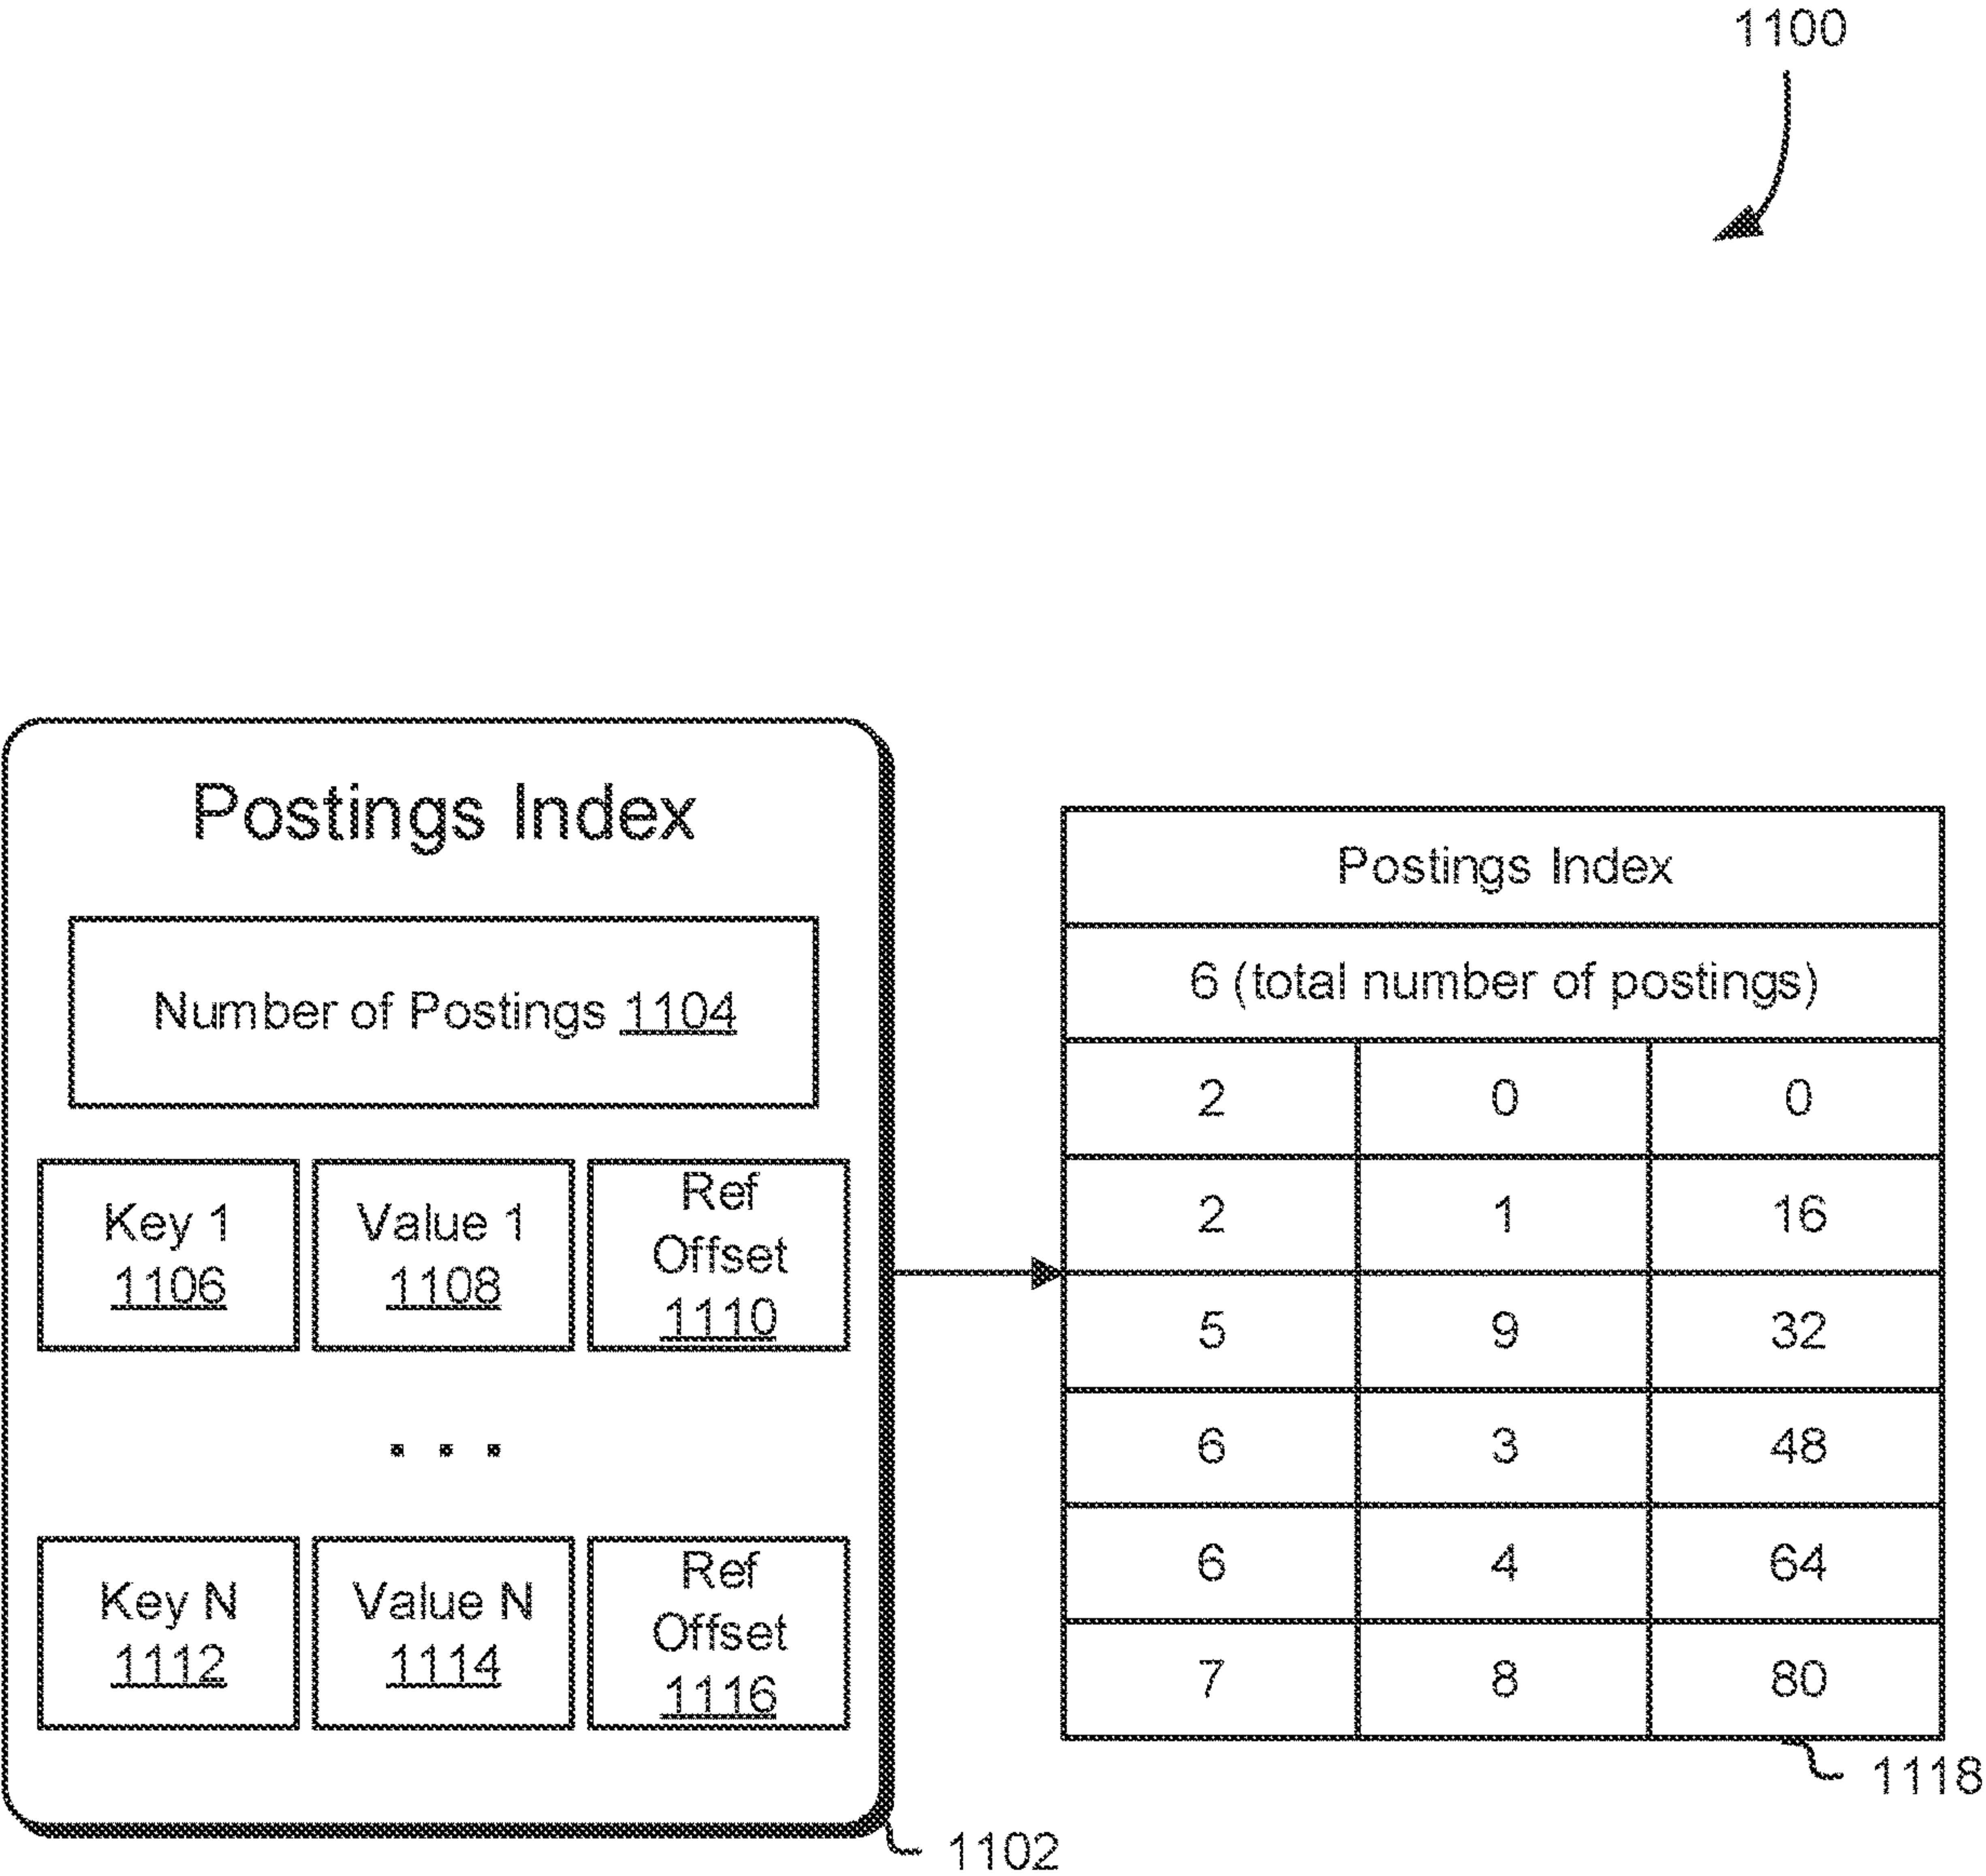 1100
Postings Index
Number of Postings 1104
Key 1
1106
Value 1
1108
Ref
Offset
1110
. . .
Key N
1112
Value N
1114
Ref
Offset
1116
1102
Postings Index
6 (total number of postings)
2 0 0
2 1 16
5 9 32
6 3 48
6 4 64
7 8 80
1118